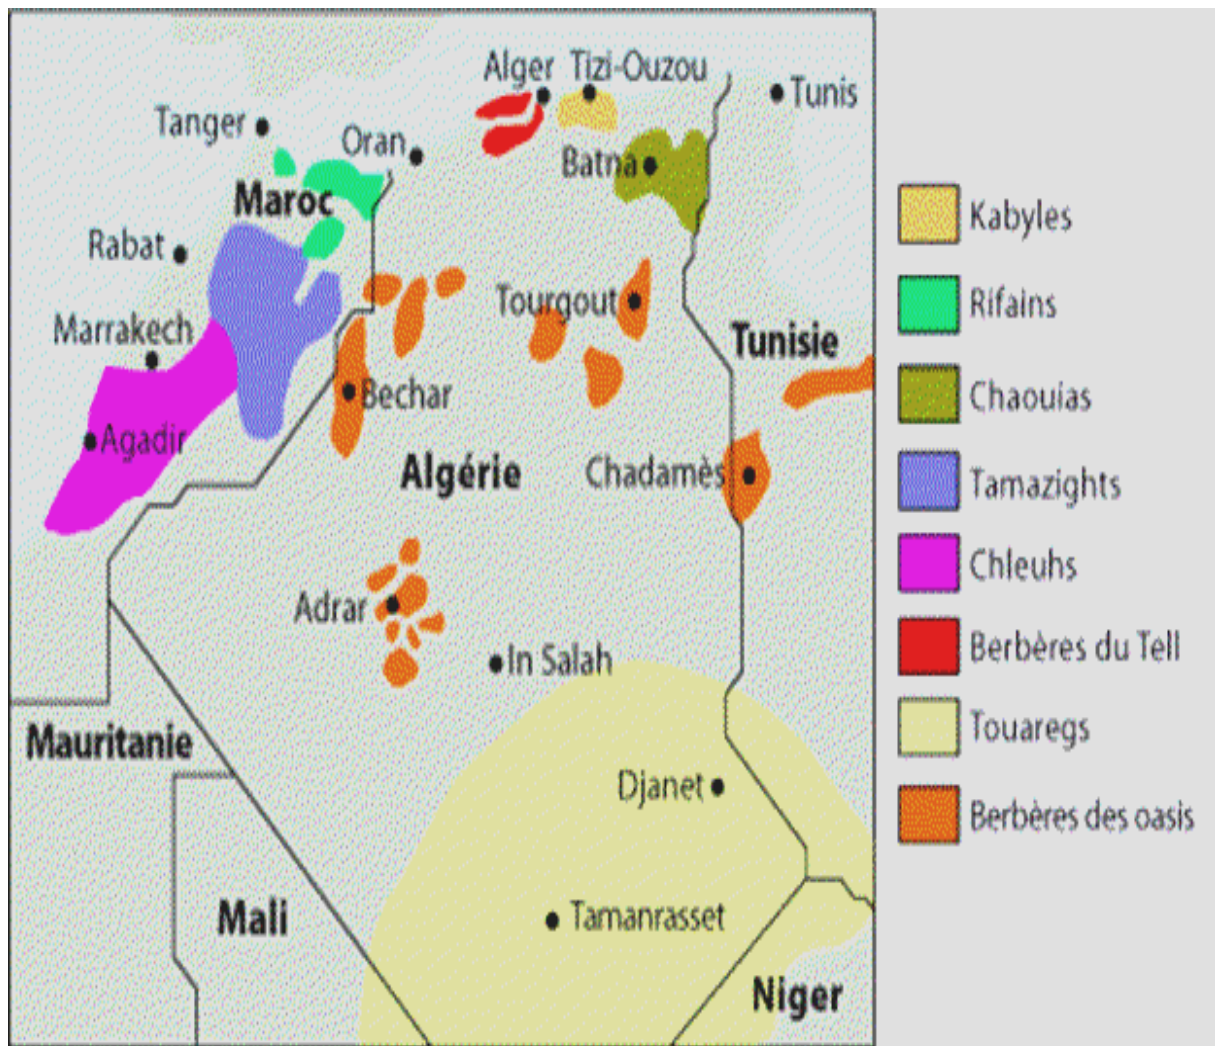 Alger
Tizi-Ouzou
Tunis
Tanger
Oran
Batna
Maroc
Rabat
Tourgout
Marrakech
Tunisie
Bechar
Agadir
Algérie
Chadamès
Adrar
In Salah
Mauritanie
Djanet
Mali
Tamanrasset
Niger
Kabyles
Rifains
Chaouias
Tamazights
Chleuhs
Berbères du Tell
Touaregs
Berbères des oasis